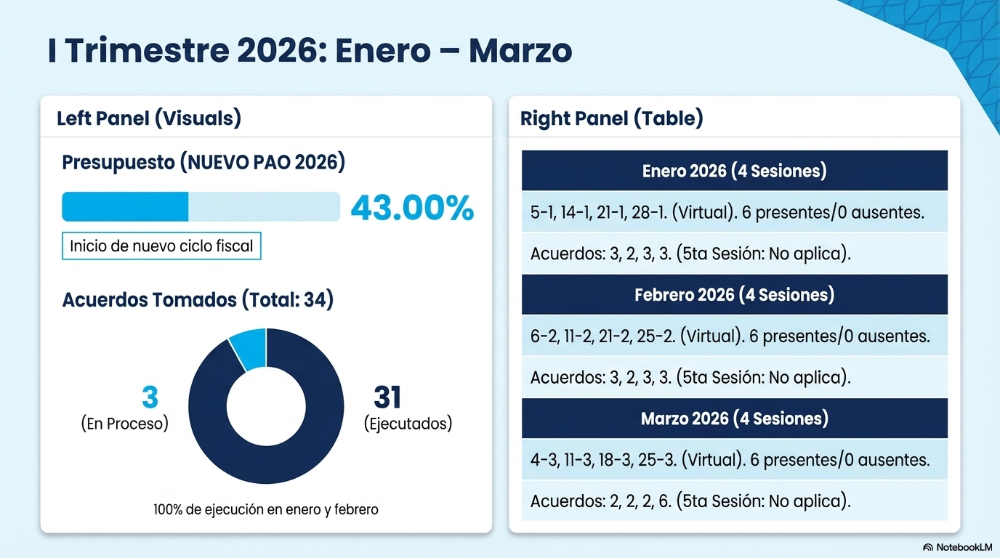 I Trimestre 2026: Enero – Marzo
Left Panel (Visuals)
Presupuesto (NUEVO PAO 2026)
43.00%
Inicio de nuevo ciclo fiscal
Acuerdos Tomados (Total: 34)
3
(En Proceso)
31
(Ejecutados)
100% de ejecución en enero y febrero
Right Panel (Table)
Enero 2026 (4 Sesiones)
5-1, 14-1, 21-1, 28-1. (Virtual). 6 presentes/0 ausentes.
Acuerdos: 3, 2, 3, 3. (5ta Sesión: No aplica).
Febrero 2026 (4 Sesiones)
6-2, 11-2, 21-2, 25-2. (Virtual). 6 presentes/0 ausentes.
Acuerdos: 3, 2, 3, 3. (5ta Sesión: No aplica).
Marzo 2026 (4 Sesiones)
4-3, 11-3, 18-3, 25-3. (Virtual). 6 presentes/0 ausentes.
Acuerdos: 2, 2, 2, 6. (5ta Sesión: No aplica).
NotebookLM